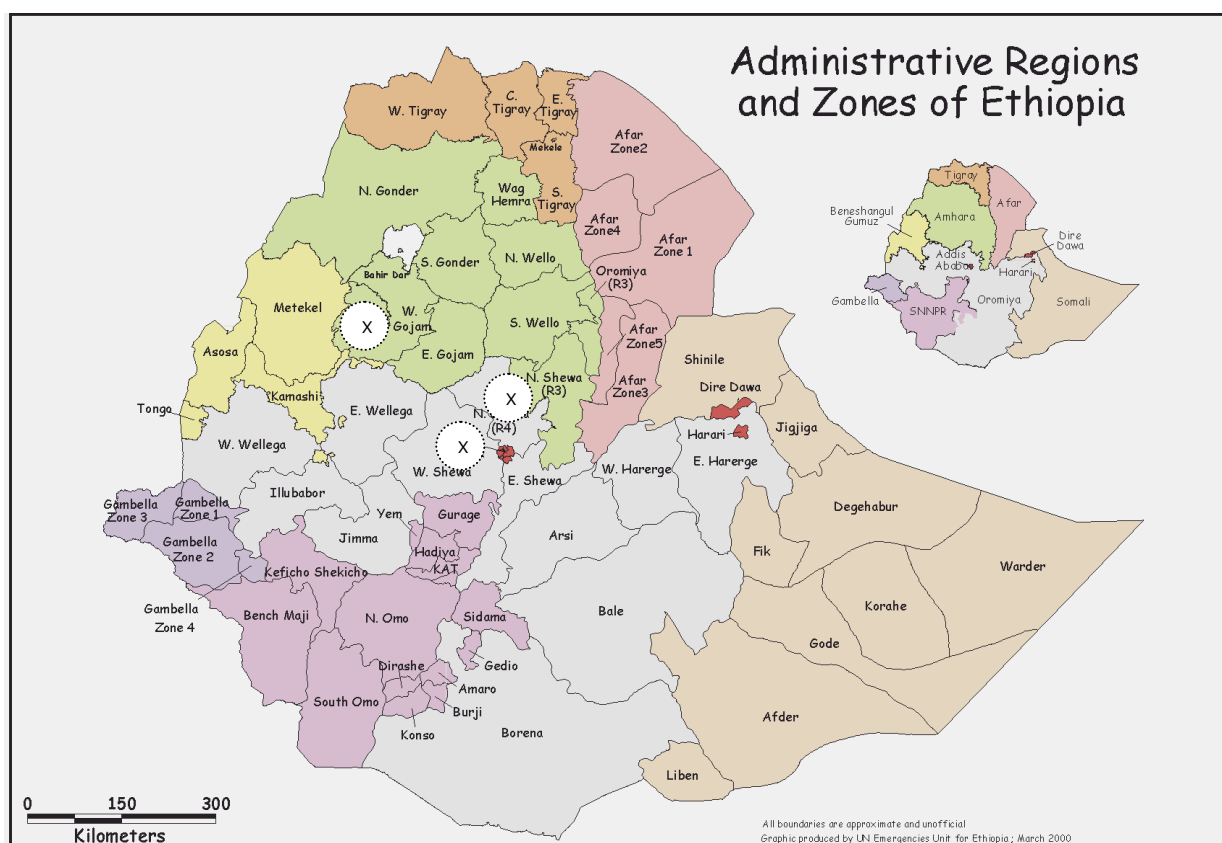 Administrative Regions
and Zones of Ethiopia
W. Tigray
C.
Tigray
E.
Tigray
Mekele
S.
Tigray
Afar
Zone2
N. Gonder
Wag
Hemra
Afar
Zone4
Afar
Zone 1
Bahir Dar
S. Gonder
N. Wello
Oromiya
(R3)
Metekel
X
W.
Gojam
S. Wello
Afar
Zone5
E. Gojam
Asosa
Kamashi
N. Shewa
(R3)
Afar
Zone3
Shinile
Dire Dawa
Tonga
E. Wellega
X
N.
(R4)
Harari
Jigjiga
W. Wellega
X
W. Shewa
E. Shewa
W. Harerge
E. Harerge
Illubabor
Gambella
Zone 3
Gambella
Zone 1
Yem
Gurage
Degehabur
Jimma
Arsi
Gambella
Zone 2
Hadiya
KAT
Fik
Warder
Keficho Shekicho
Gambella
Zone 4
Bench Maji
N. Omo
Sidama
Bale
Korahe
Gode
Gedio
Dirashe
Amaro
South Omo
Burji
Konso
Borena
Afder
Liben
Tigray
Beneshangul
Gumuz
Amhara
Afar
Dire
Dawa
Addis
Ababa
Harari
Gambella
Oromiya
Somali
SNNPR
0 150 300
Kilometers
All boundaries are approximate and unofficial
Graphic produced by UN Emergencies Unit for Ethiopia ; March 2000